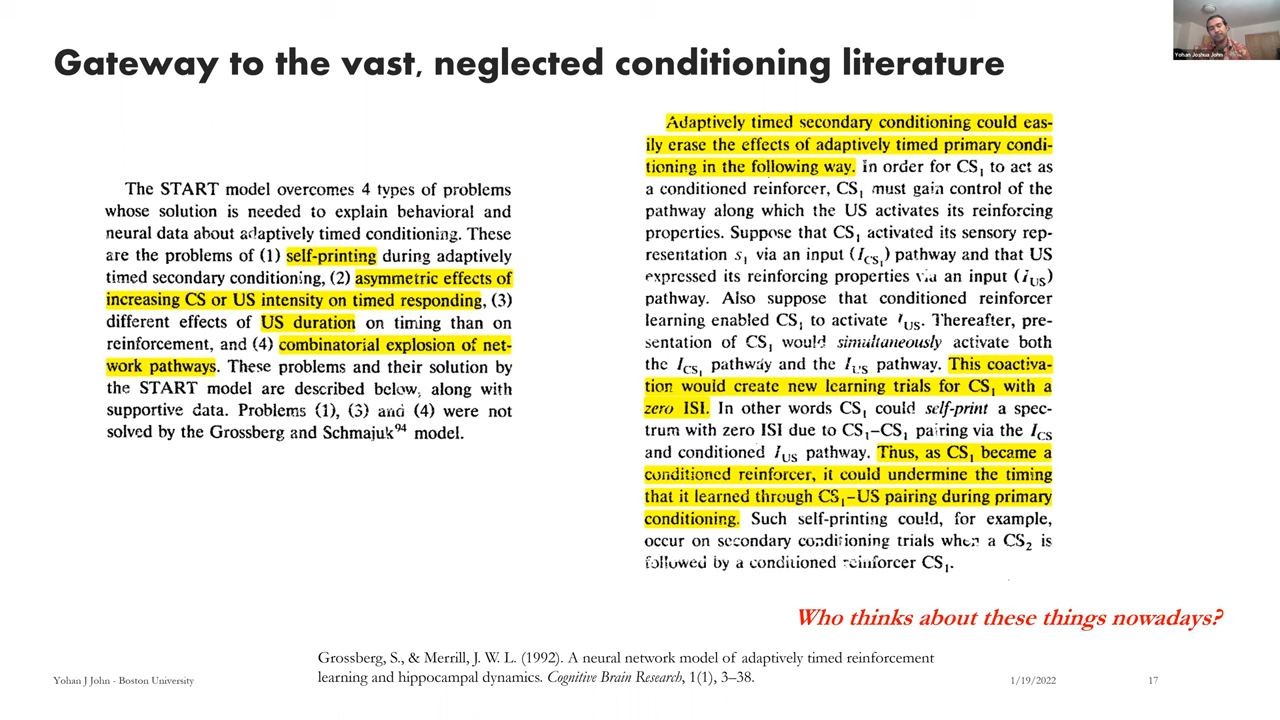 Gateway to the vast, neglected conditioning literature
Yohan Joshua John
The START model overcomes 4 types of problems
whose solution is needed to explain behavioral and
neural data about adaptively timed conditioning. These
are the problems of (1) self-printing during adaptively
timed secondary conditioning, (2) asymmetric effects of
increasing CS or US intensity on timed responding, (3)
different effects of US duration on timing than on
reinforcement, and (4) combinatorial explosion of net-
work pathways. These problems and their solution by
the START model are described below, along with
supportive data. Problems (1), (3) and (4) were not
solved by the Grossberg and Schmajuk⁹⁴ model.
Adaptively timed secondary conditioning could eas-
ily erase the effects of adaptively timed primary condi-
tioning in the following way. In order for CS₁ to act as
a conditioned reinforcer, CS₁ must gain control of the
pathway along which the US activates its reinforcing
properties. Suppose that CS₁ activated its sensory rep-
resentation s₁ via an input (I_CS₁) pathway and that US
expressed its reinforcing properties via an input (I_US)
pathway. Also suppose that conditioned reinforcer
learning enabled CS₁ to activate I_US. Thereafter, pre-
sentation of CS₁ would simultaneously activate both
the I_CS₁ pathway and the I_US pathway. This coactiva-
tion would create new learning trials for CS₁ with a
zero ISI. In other words CS₁ could self-print a spec-
trum with zero ISI due to CS₁–CS₁ pairing via the I_CS
and conditioned I_US pathway. Thus, as CS₁ became a
conditioned reinforcer, it could undermine the timing
that it learned through CS₁–US pairing during primary
conditioning. Such self-printing could, for example,
occur on secondary conditioning trials when a CS₂ is
followed by a conditioned reinforcer CS₁.
Who thinks about these things nowadays?
Grossberg, S., & Merrill, J. W. L. (1992). A neural network model of adaptively timed reinforcement
learning and hippocampal dynamics. Cognitive Brain Research, 1(1), 3–38.
Yohan J John - Boston University
1/19/2022
17